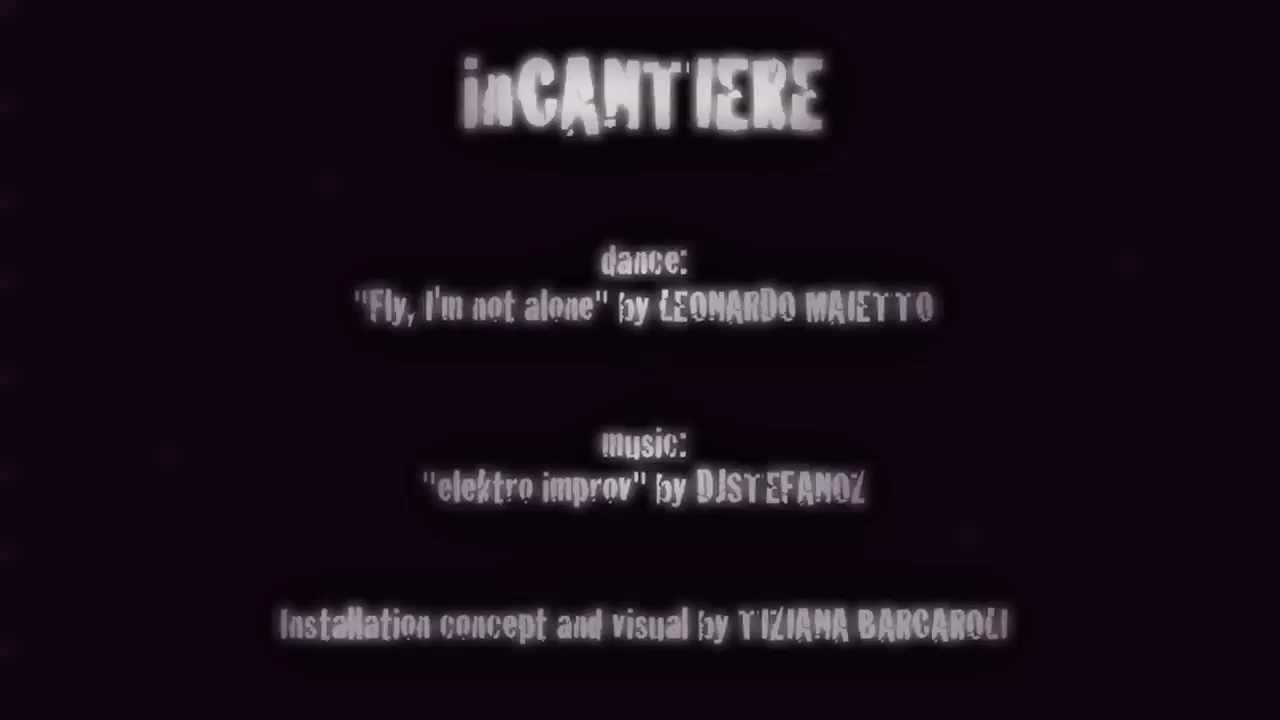 inCANTIERE
dance:
"Fly, I'm not alone" by LEONARDO MAIETTO
music:
"elektro improv" by DJSTEFANOZ
Installation concept and visual by TIZIANA BARCAROLI